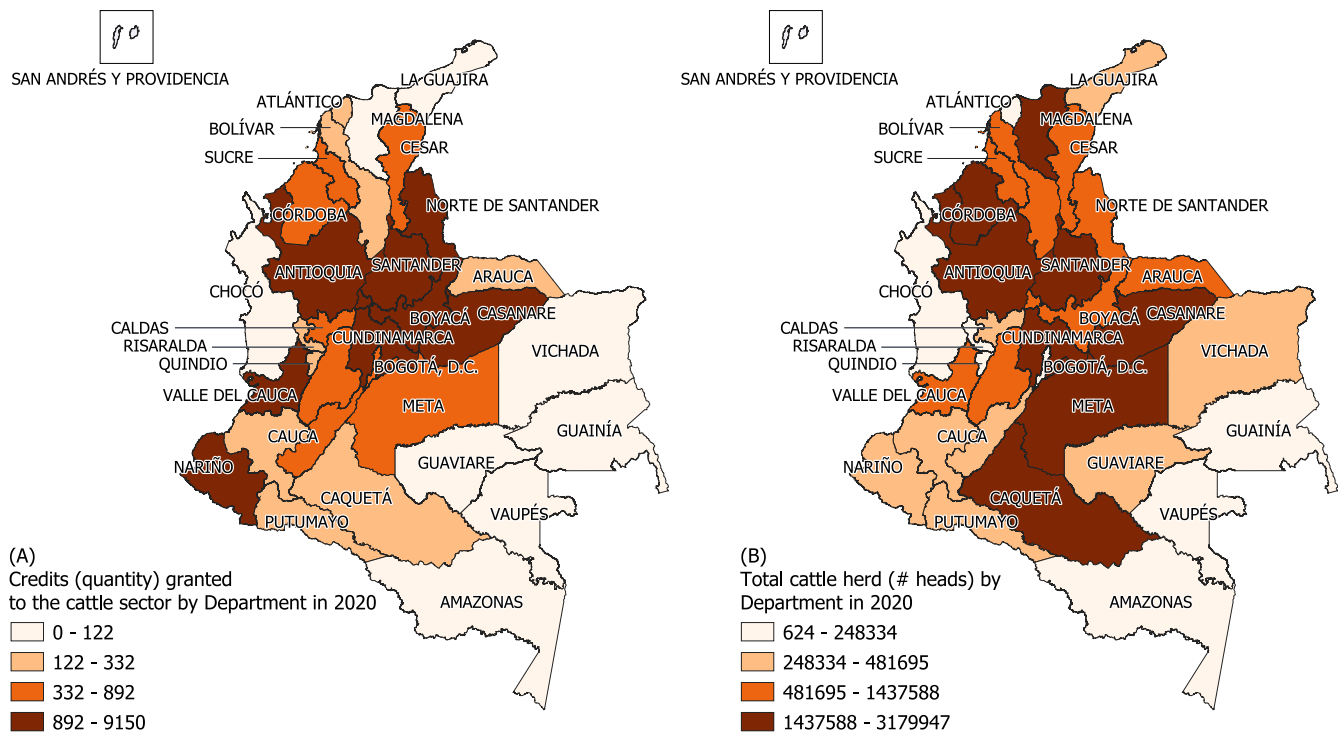 SAN ANDRÉS Y PROVIDENCIA
LA GUAJIRA
ATLÁNTICO
MAGDALENA
BOLÍVAR
CESAR
SUCRE
NORTE DE SANTANDER
CÓRDOBA
SANTANDER
ANTIOQUIA
ARAUCA
CHOCÓ
CASANARE
BOYACÁ
CALDAS
CUNDINAMARCA
RISARALDA
VICHADA
QUINDIO
BOGOTÁ, D.C.
VALLE DEL CAUCA
META
GUAINÍA
CAUCA
GUAVIARE
NARIÑO
CAQUETÁ
VAUPÉS
PUTUMAYO
AMAZONAS
(A)
Credits (quantity) granted
to the cattle sector by Department in 2020
0 - 122
122 - 332
332 - 892
892 - 9150
SAN ANDRÉS Y PROVIDENCIA
LA GUAJIRA
ATLÁNTICO
MAGDALENA
BOLÍVAR
CESAR
SUCRE
NORTE DE SANTANDER
CÓRDOBA
SANTANDER
ANTIOQUIA
ARAUCA
CHOCÓ
CASANARE
BOYACÁ
CALDAS
CUNDINAMARCA
RISARALDA
VICHADA
QUINDIO
BOGOTÁ, D.C.
VALLE DEL CAUCA
META
GUAINÍA
CAUCA
GUAVIARE
NARIÑO
CAQUETÁ
VAUPÉS
PUTUMAYO
AMAZONAS
(B)
Total cattle herd (# heads) by
Department in 2020
624 - 248334
248334 - 481695
481695 - 1437588
1437588 - 3179947